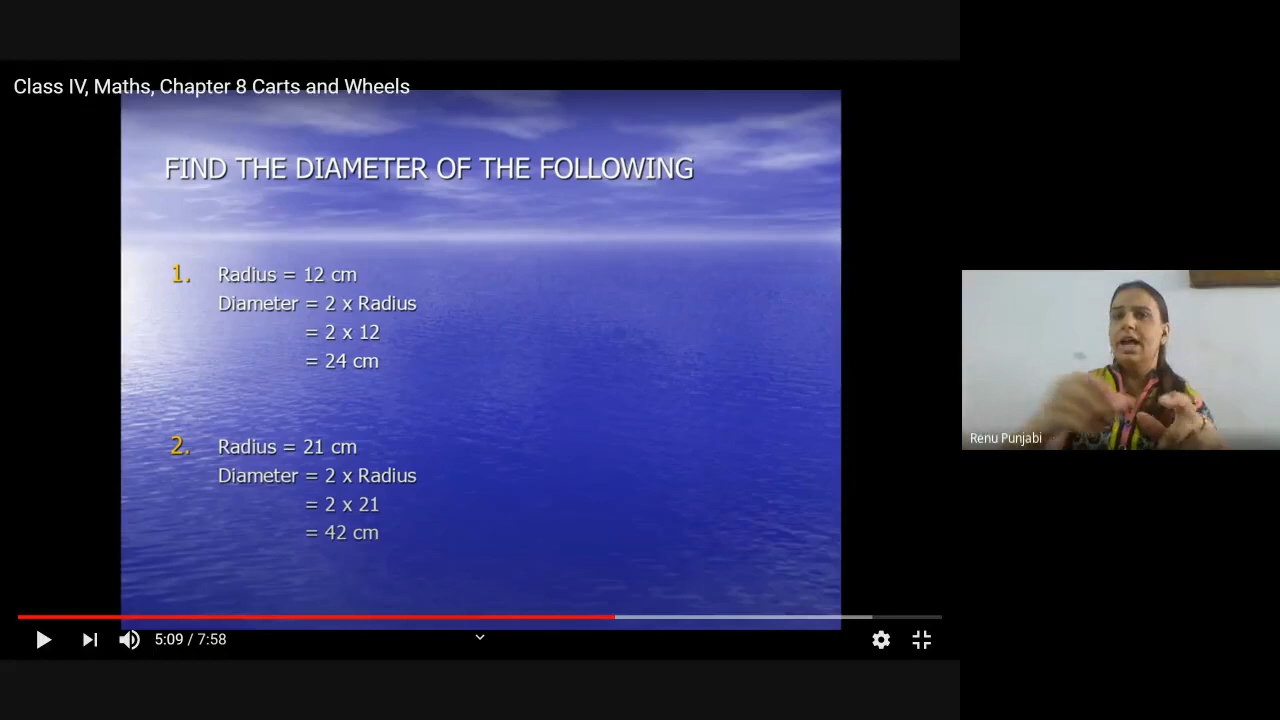 Class IV, Maths, Chapter 8 Carts and Wheels
FIND THE DIAMETER OF THE FOLLOWING
1. Radius = 12 cm
Diameter = 2 x Radius
= 2 x 12
= 24 cm
2. Radius = 21 cm
Diameter = 2 x Radius
= 2 x 21
= 42 cm
5:09 / 7:58
Renu Punjabi